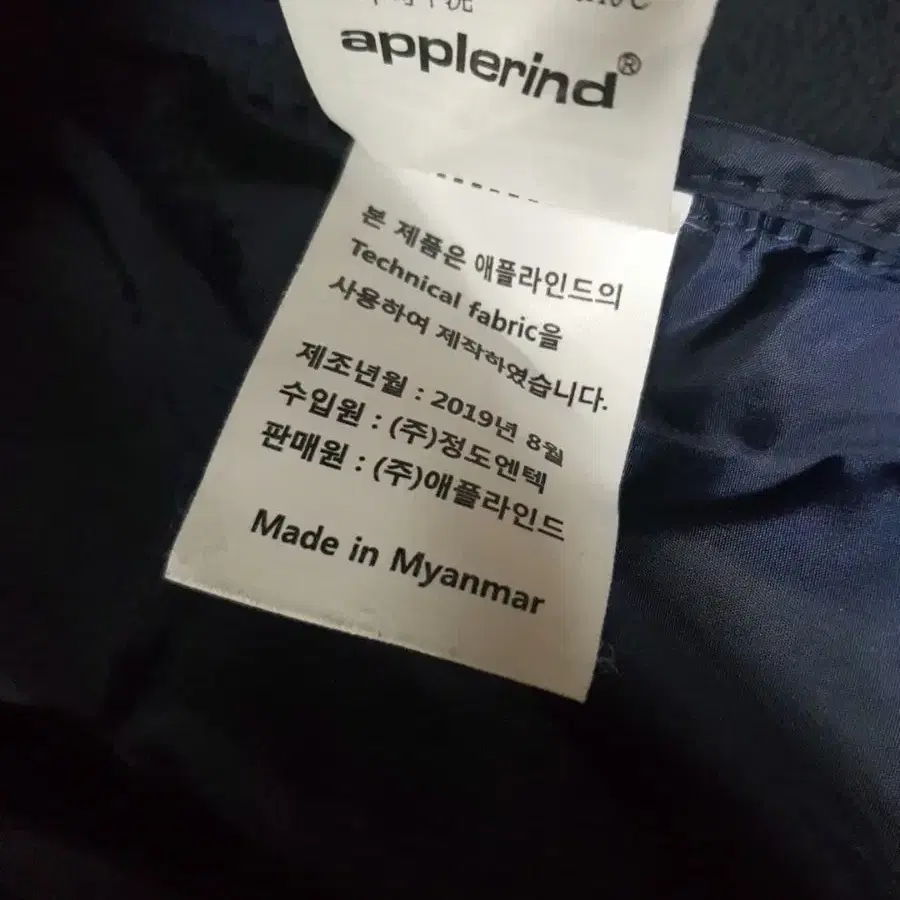 applerind®
본 제품은 애플라인드의
Technical fabric을
사용하여 제작하였습니다.
제조년월 : 2019년 8월
수입원 : (주)정도엔텍
판매원 : (주)애플라인드
Made in Myanmar